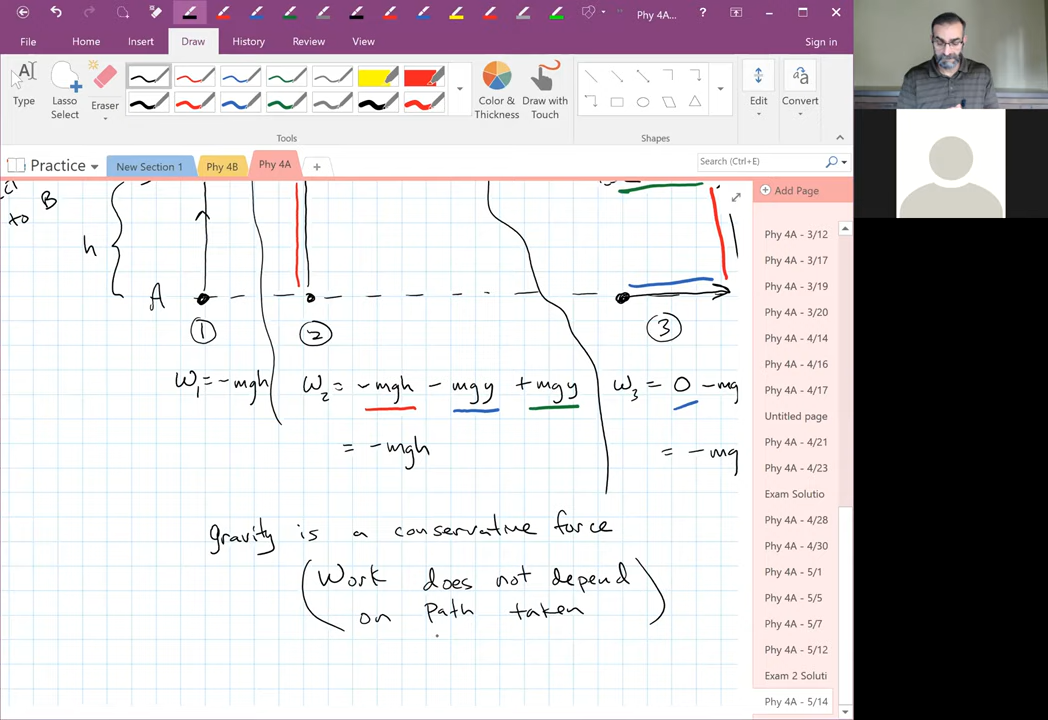 Phy 4A...
?
File
Home
Insert
Draw
History
Review
View
Sign in
Type
Lasso Select
Eraser
Color & Thickness
Draw with Touch
Edit
Convert
Tools
Shapes
Practice
New Section 1
Phy 4B
Phy 4A
+
Search (Ctrl+E)
Add Page
Phy 4A - 3/12
Phy 4A - 3/17
Phy 4A - 3/19
Phy 4A - 3/20
Phy 4A - 4/14
Phy 4A - 4/16
Phy 4A - 4/17
Untitled page
Phy 4A - 4/21
Phy 4A - 4/23
Exam Solutio
Phy 4A - 4/28
Phy 4A - 4/30
Phy 4A - 5/1
Phy 4A - 5/5
Phy 4A - 5/7
Phy 4A - 5/12
Exam 2 Soluti
Phy 4A - 5/14
to B
h
A
1
2
3
W₁ = -mgh
W₂ = -mgh - mgy + mgy
= -mgh
W₃ = 0 - mg
= -mg
gravity is a conservative force
(Work does not depend
on path taken)